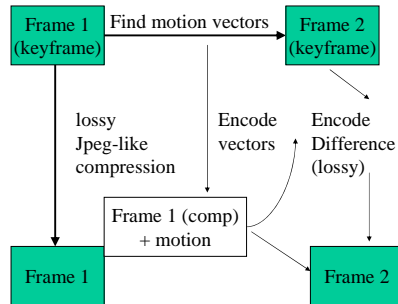 Frame 1
(keyframe)
Find motion vectors
Frame 2
(keyframe)
lossy
Jpeg-like
compression
Encode
vectors
Encode
Difference
(lossy)
Frame 1 (comp)
+ motion
Frame 1
Frame 2